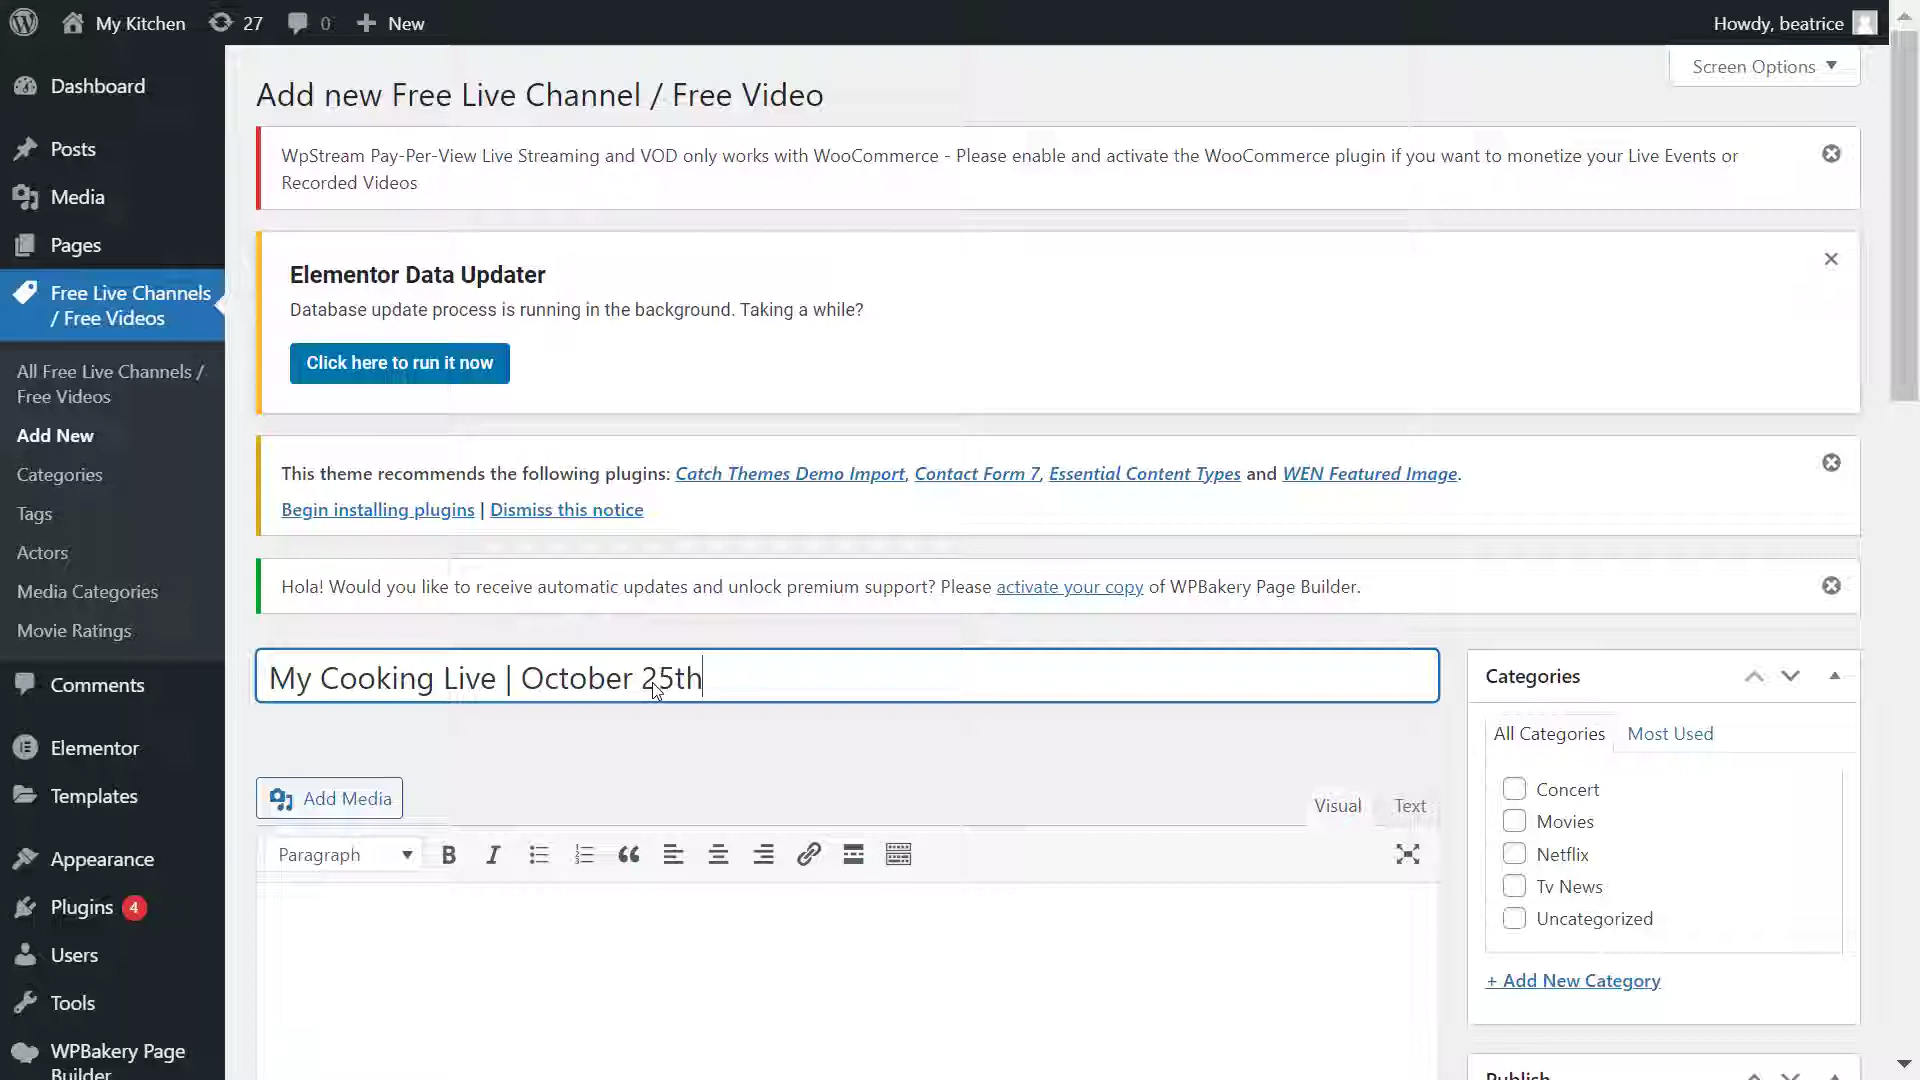 My Kitchen
27
0
New
Howdy, beatrice
Dashboard
Posts
Media
Pages
Free Live Channels
/ Free Videos
All Free Live Channels /
Free Videos
Add New
Categories
Tags
Actors
Media Categories
Movie Ratings
Comments
Elementor
Templates
Appearance
Plugins 4
Users
Tools
WPBakery Page
Builder
Screen Options
Add new Free Live Channel / Free Video
WpStream Pay-Per-View Live Streaming and VOD only works with WooCommerce - Please enable and activate the WooCommerce plugin if you want to monetize your Live Events or
Recorded Videos
Elementor Data Updater
Database update process is running in the background. Taking a while?
Click here to run it now
This theme recommends the following plugins: Catch Themes Demo Import, Contact Form 7, Essential Content Types and WEN Featured Image.
Begin installing plugins | Dismiss this notice
Hola! Would you like to receive automatic updates and unlock premium support? Please activate your copy of WPBakery Page Builder.
My Cooking Live | October 25th
Add Media
Visual
Text
Paragraph
Categories
All Categories
Most Used
Concert
Movies
Netflix
Tv News
Uncategorized
+ Add New Category
Publish